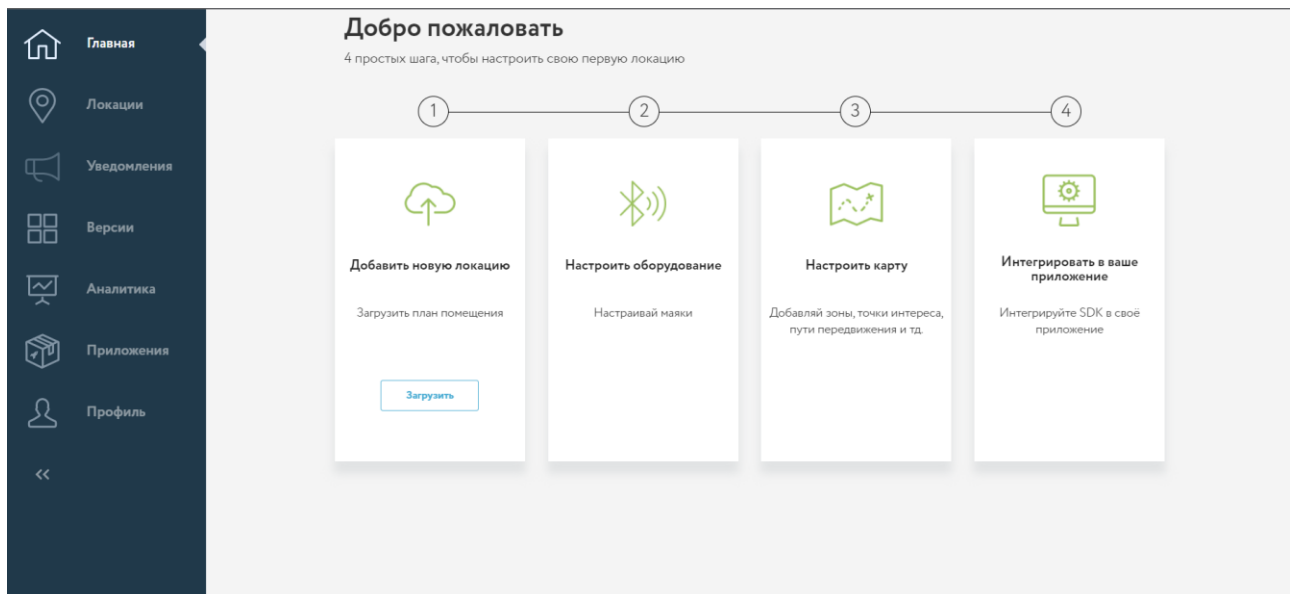 Главная
Локации
Уведомления
Версии
Аналитика
Приложения
Профиль
Добро пожаловать
4 простых шага, чтобы настроить свою первую локацию
1
2
3
4
Добавить новую локацию
Загрузить план помещения
Загрузить
Настроить оборудование
Настраивай маяки
Настроить карту
Добавляй зоны, точки интереса,
пути передвижения и тд.
Интегрировать в ваше
приложение
Интегрируйте SDK в своё
приложение